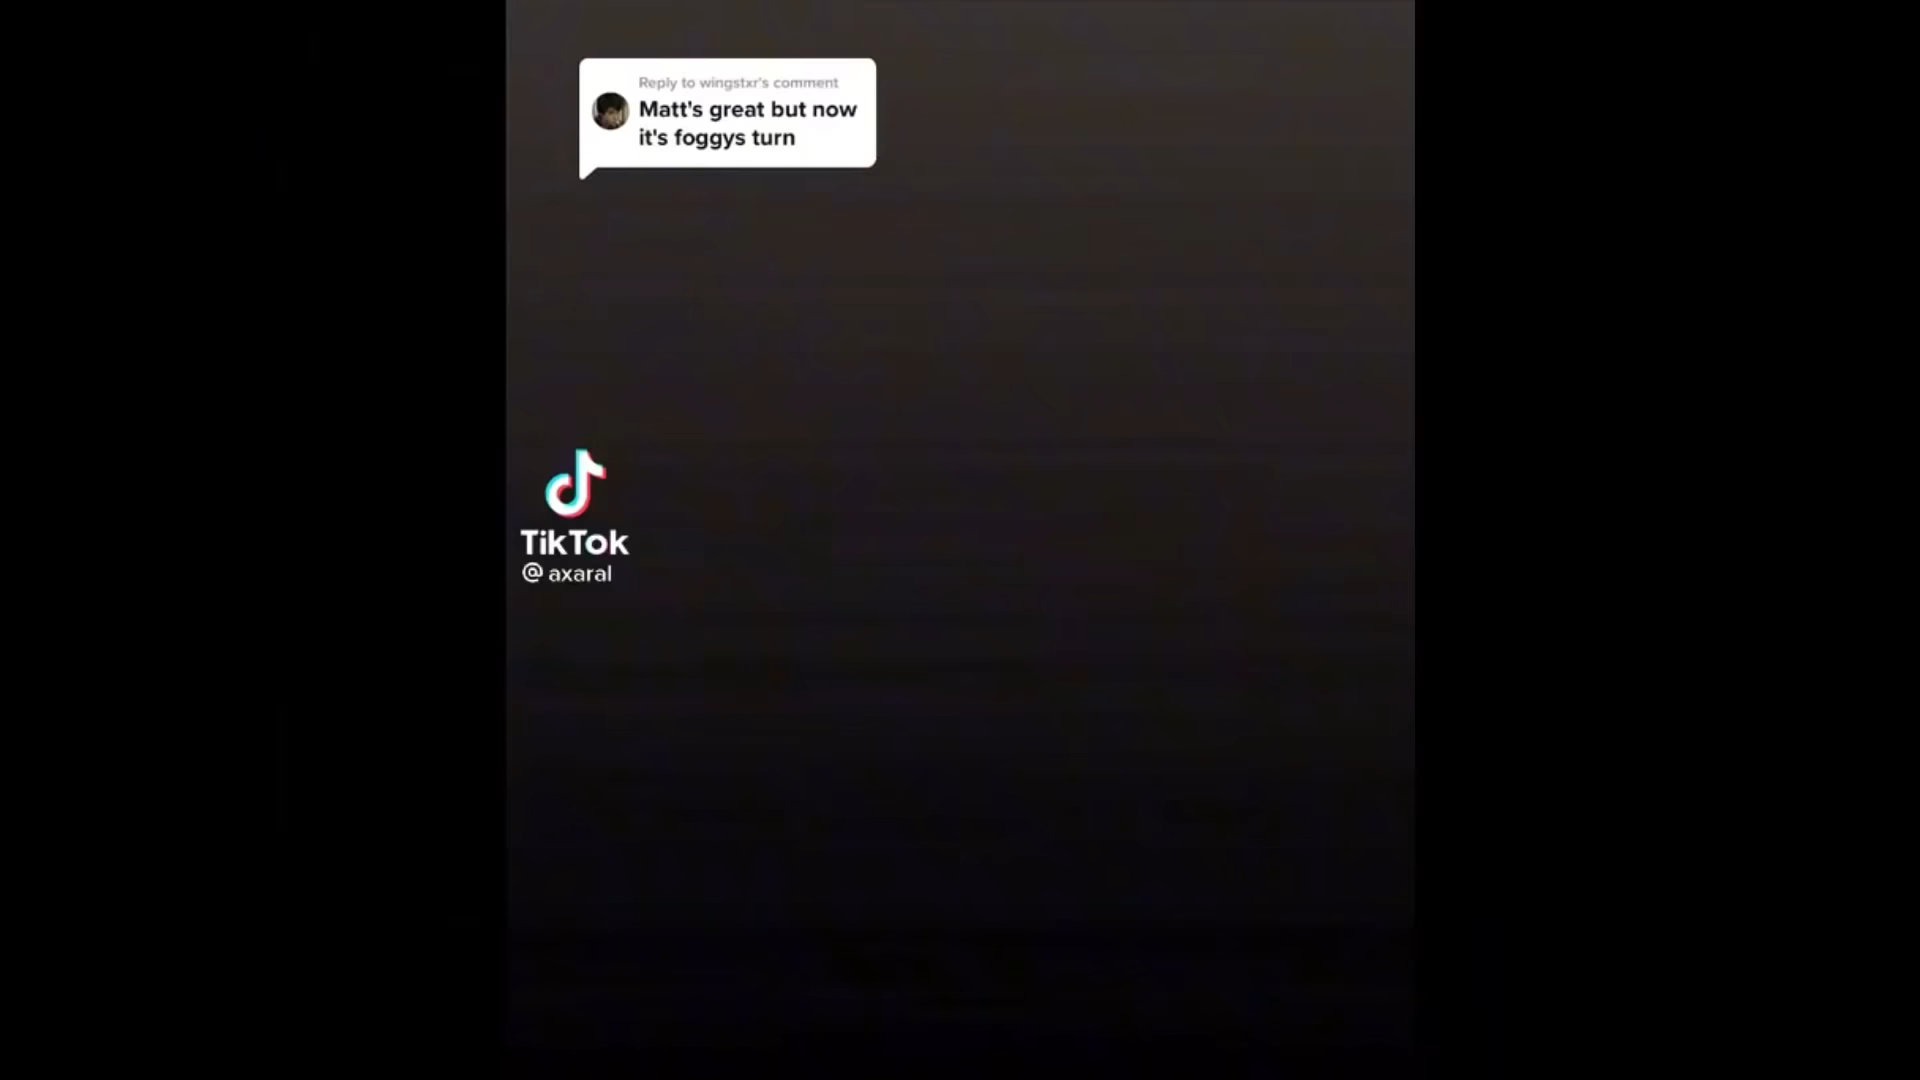 Reply to wingstxr's comment
Matt's great but now
it's foggys turn
TikTok
@axaral